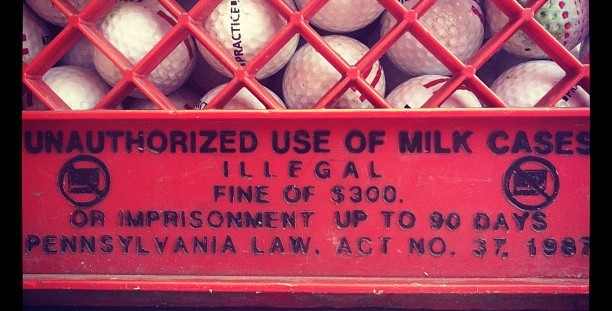 PRACTICE
UNAUTHORIZED USE OF MILK CASES
ILLEGAL
FINE OF $300.
OR IMPRISONMENT UP TO 90 DAYS
PENNSYLVANIA LAW, ACT NO. 37, 1987